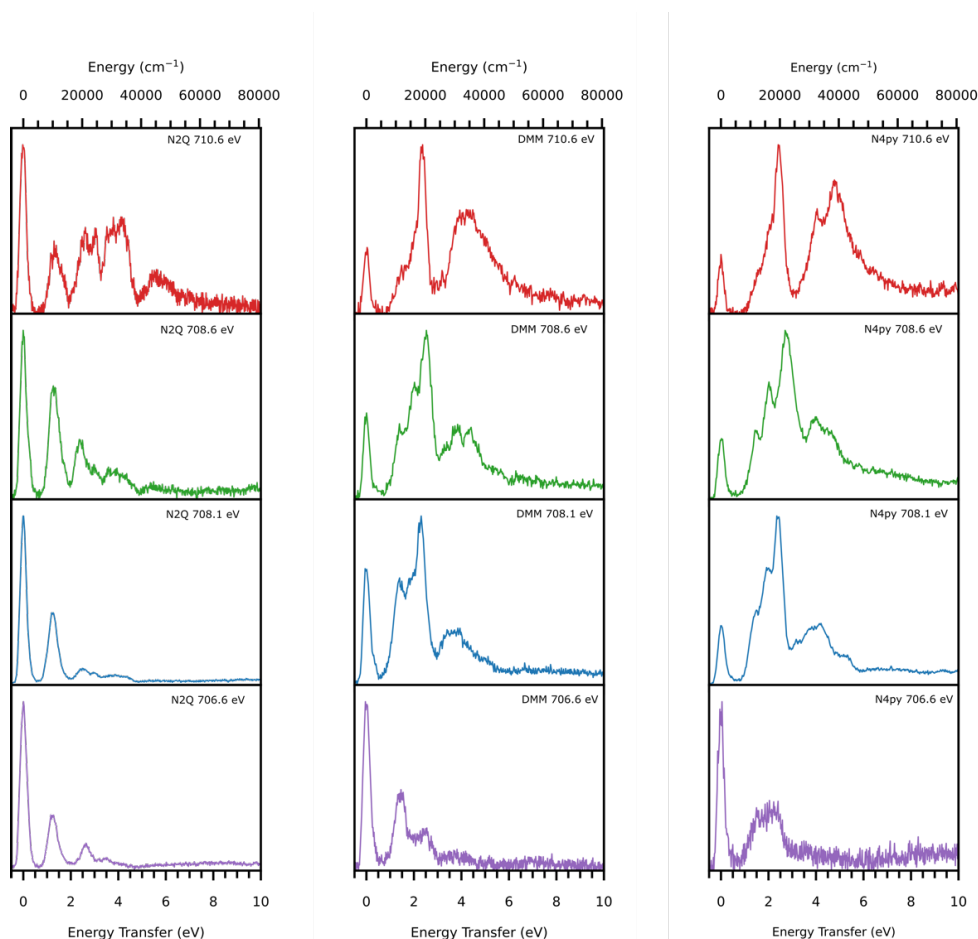 Energy (cm⁻¹) Energy (cm⁻¹) Energy (cm⁻¹)
0 20000 40000 60000 80000 0 20000 40000 60000 80000 0 20000 40000 60000 80000
N2Q 710.6 eV DMM 710.6 eV N4py 710.6 eV
N2Q 708.6 eV DMM 708.6 eV N4py 708.6 eV
N2Q 708.1 eV DMM 708.1 eV N4py 708.1 eV
N2Q 706.6 eV DMM 706.6 eV N4py 706.6 eV
0 2 4 6 8 10 0 2 4 6 8 10 0 2 4 6 8 10
Energy Transfer (eV) Energy Transfer (eV) Energy Transfer (eV)